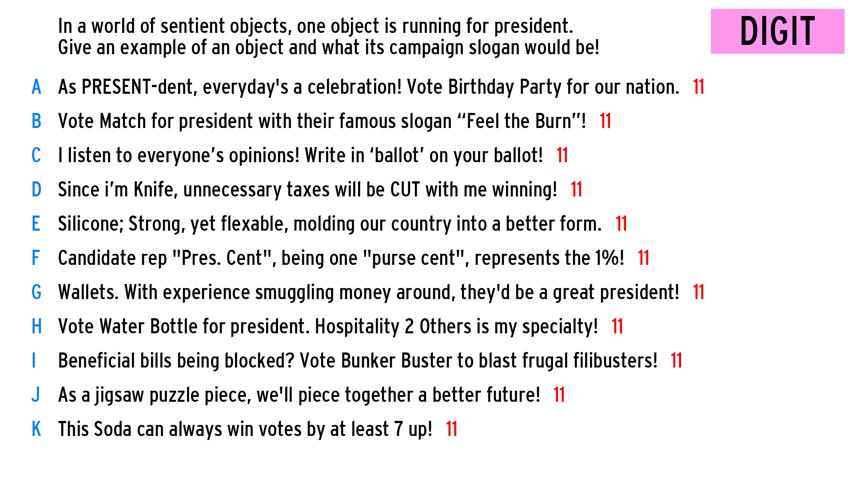 In a world of sentient objects, one object is running for president.
Give an example of an object and what its campaign slogan would be!
DIGIT
A As PRESENT-dent, everyday's a celebration! Vote Birthday Party for our nation. 11
B Vote Match for president with their famous slogan “Feel the Burn”! 11
C I listen to everyone’s opinions! Write in ‘ballot’ on your ballot! 11
D Since i’m Knife, unnecessary taxes will be CUT with me winning! 11
E Silicone; Strong, yet flexable, molding our country into a better form. 11
F Candidate rep "Pres. Cent", being one "purse cent", represents the 1%! 11
G Wallets. With experience smuggling money around, they'd be a great president! 11
H Vote Water Bottle for president. Hospitality 2 Others is my specialty! 11
I Beneficial bills being blocked? Vote Bunker Buster to blast frugal filibusters! 11
J As a jigsaw puzzle piece, we'll piece together a better future! 11
K This Soda can always win votes by at least 7 up! 11